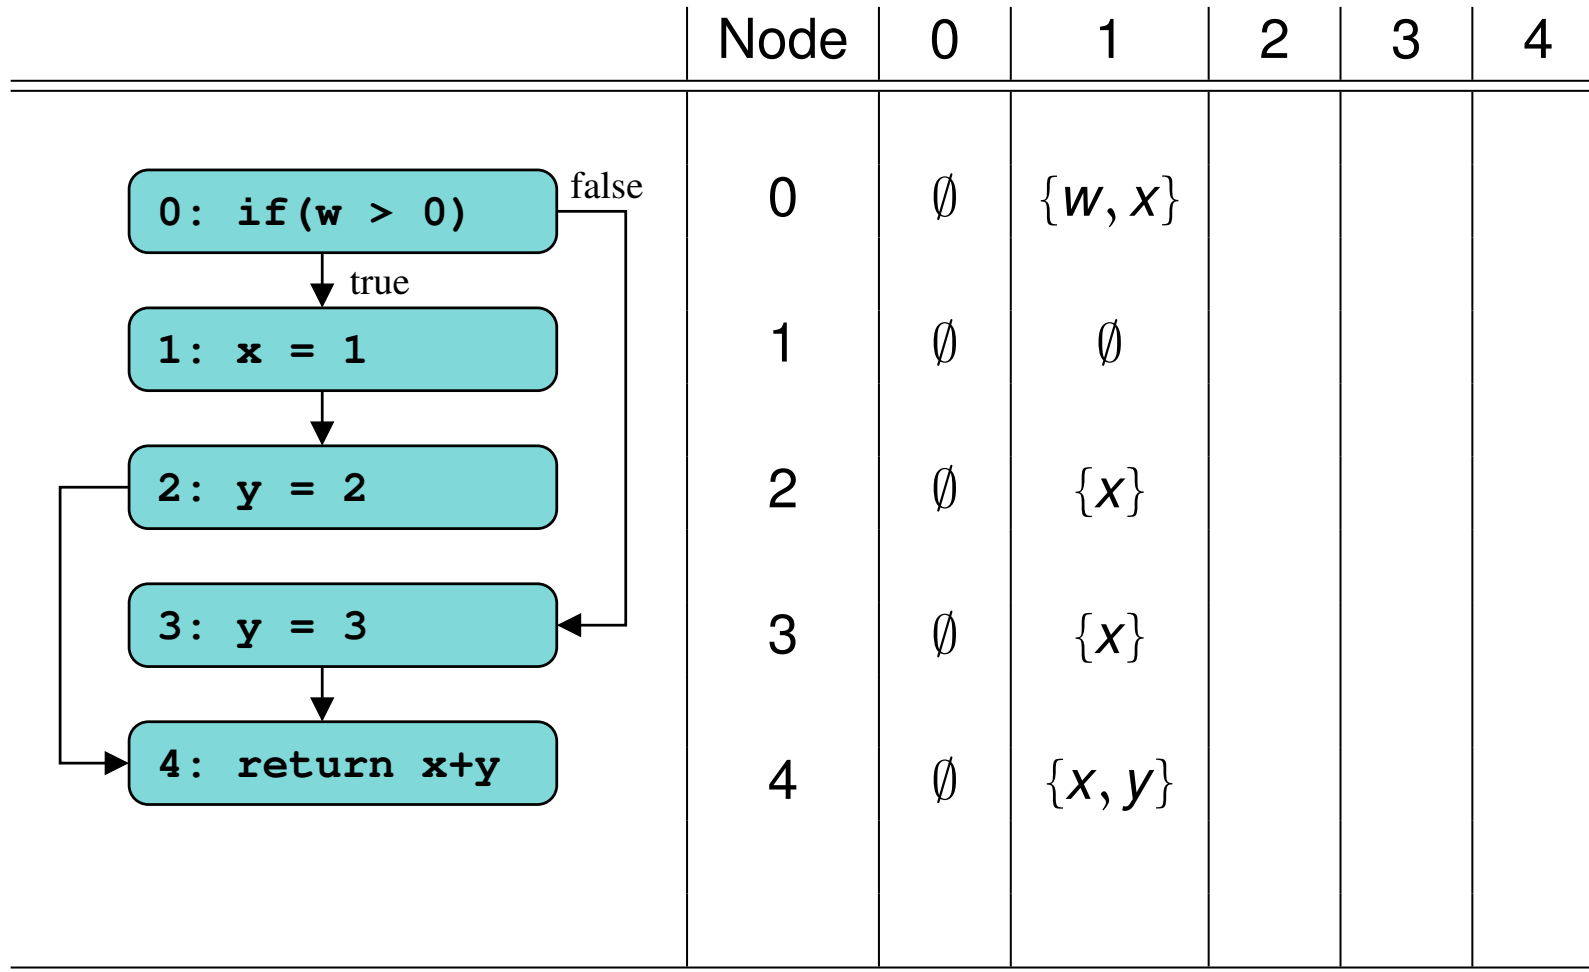 Node 0 1 2 3 4
0: if(w > 0) false 0 ∅ {w, x}
true
1: x = 1 1 ∅ ∅
2: y = 2 2 ∅ {x}
3: y = 3 3 ∅ {x}
4: return x+y 4 ∅ {x, y}